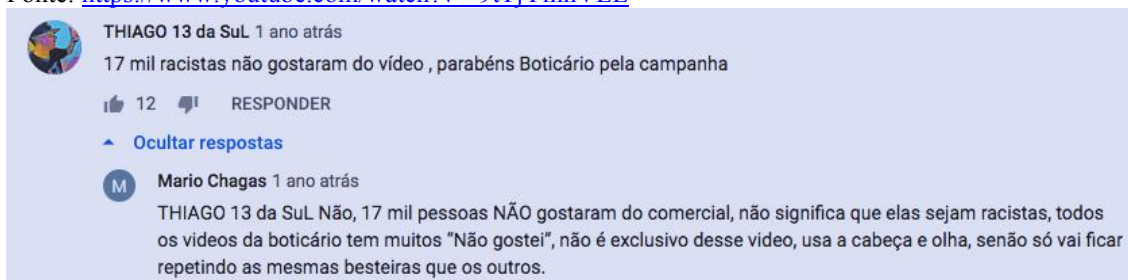 THIAGO 13 da SuL 1 ano atrás
17 mil racistas não gostaram do vídeo , parabéns Boticário pela campanha
12 RESPONDER
Ocultar respostas
M Mario Chagas 1 ano atrás
THIAGO 13 da SuL Não, 17 mil pessoas NÃO gostaram do comercial, não significa que elas sejam racistas, todos
os videos da boticário tem muitos "Não gostei", não é exclusivo desse video, usa a cabeça e olha, senão só vai ficar
repetindo as mesmas besteiras que os outros.